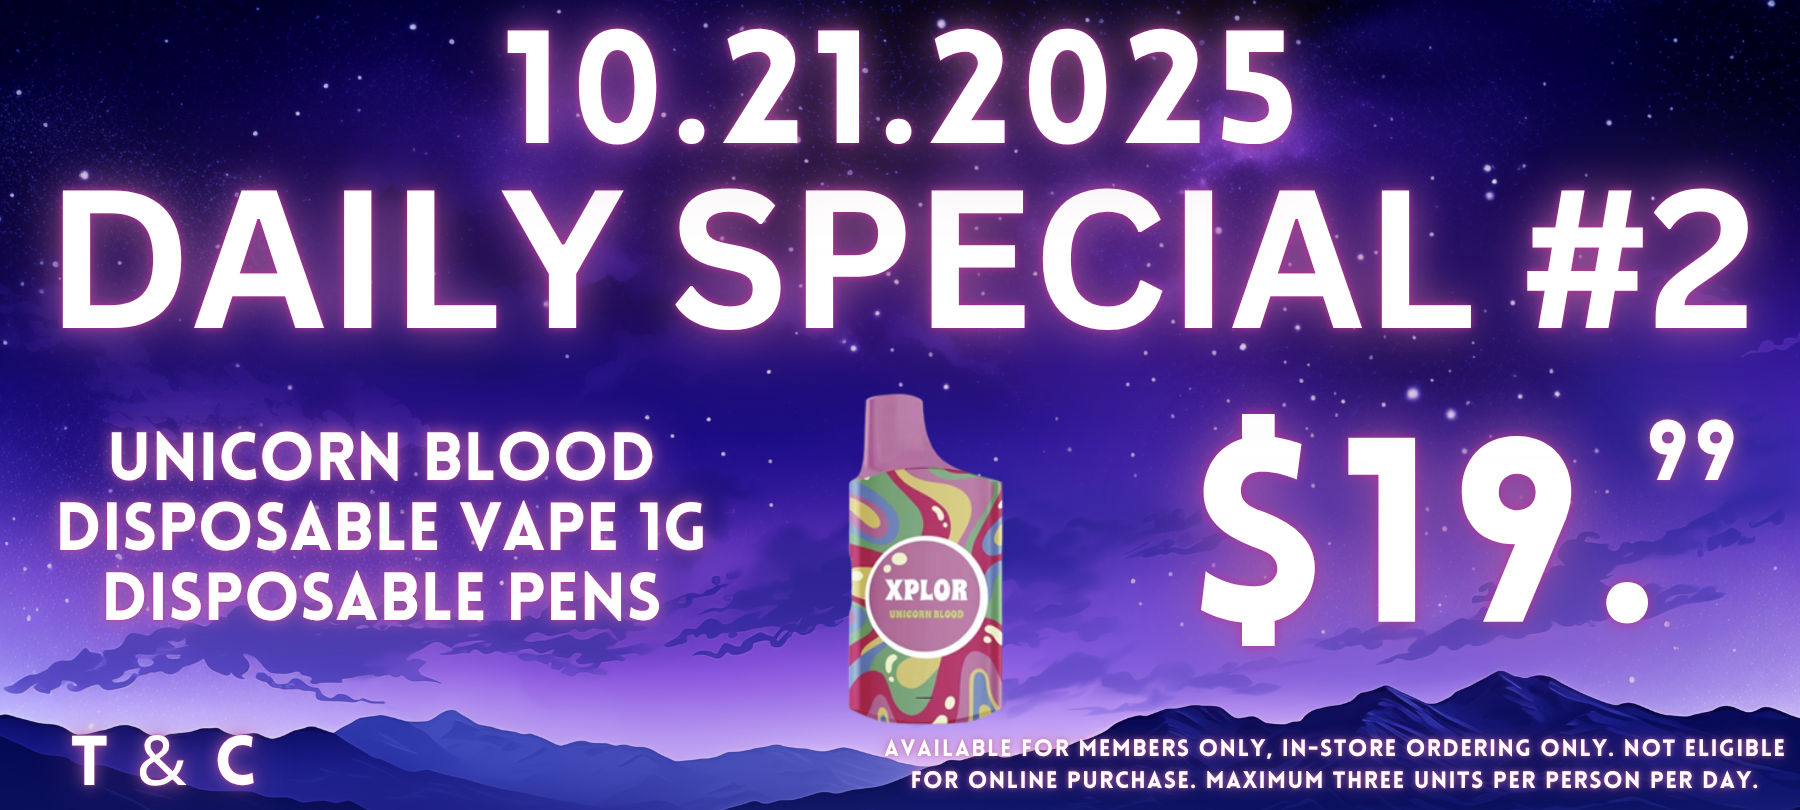 10.21.2025
DAILY SPECIAL #2
UNICORN BLOOD
DISPOSABLE VAPE 1G
DISPOSABLE PENS
XPLOR
UNICORN BLOOD
$19.99
T & C
AVAILABLE FOR MEMBERS ONLY, IN-STORE ORDERING ONLY. NOT ELIGIBLE
FOR ONLINE PURCHASE. MAXIMUM THREE UNITS PER PERSON PER DAY.